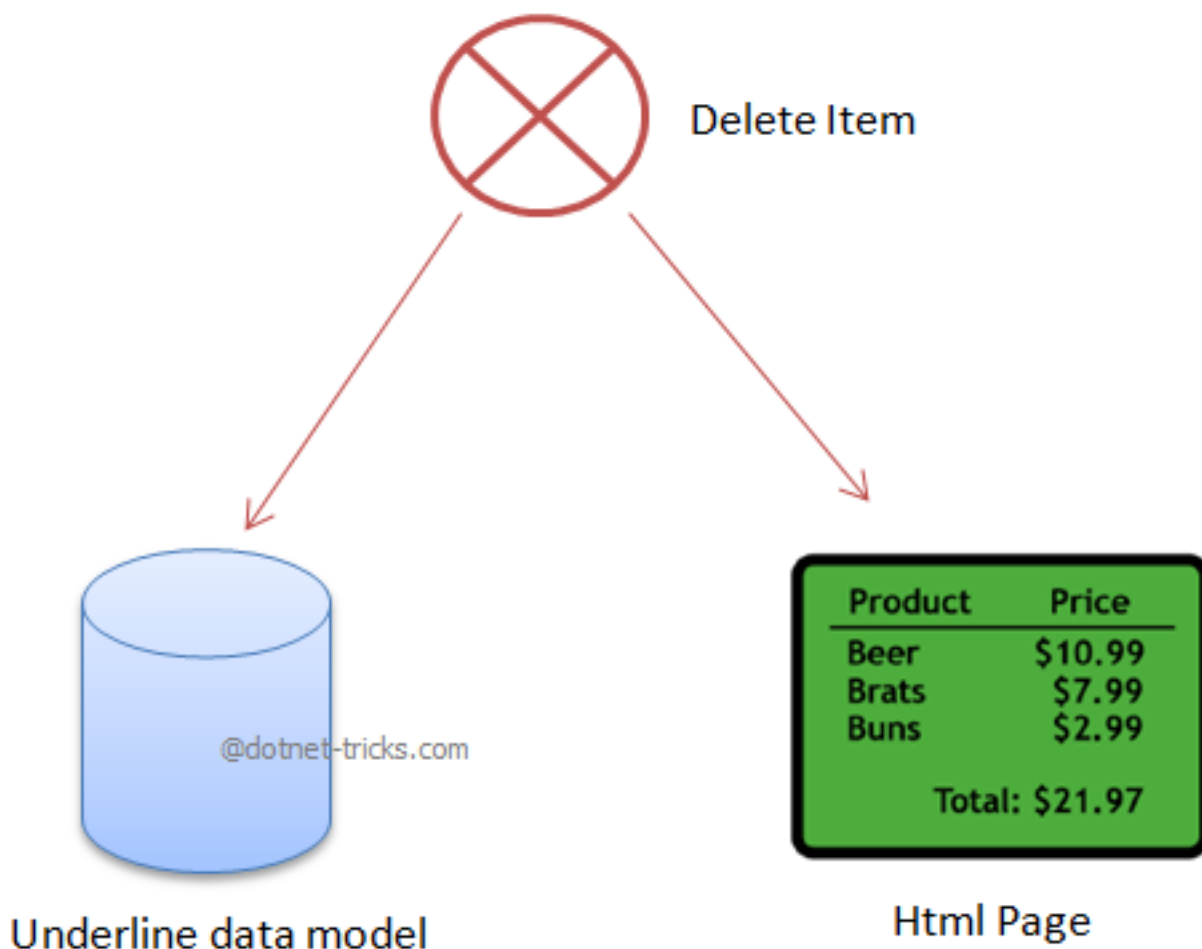 Delete Item
Product Price
Beer $10.99
Brats $7.99
Buns $2.99
Total: $21.97
@dotnet-tricks.com
Underline data model
Html Page